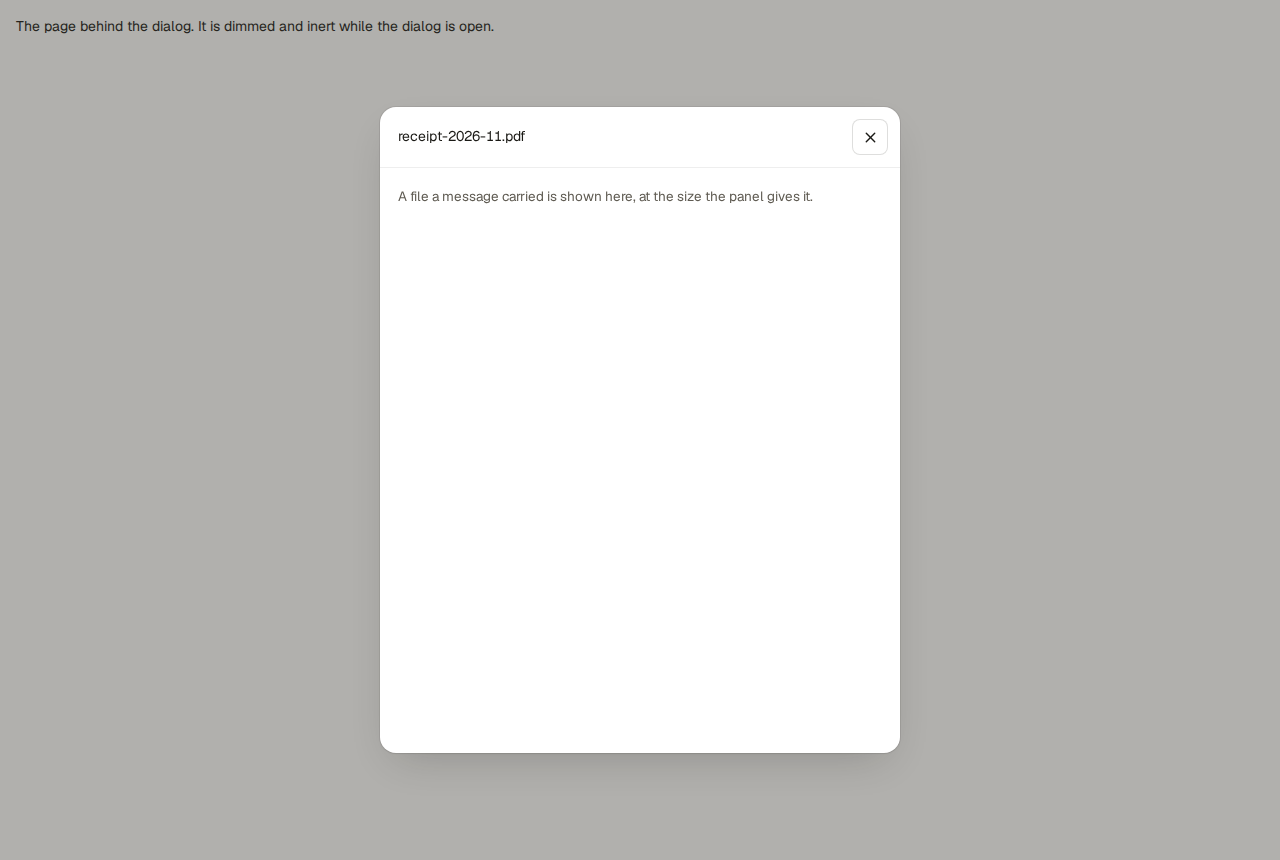 The page behind the dialog. It is dimmed and inert while the dialog is open.
receipt-2026-11.pdf
A file a message carried is shown here, at the size the panel gives it.